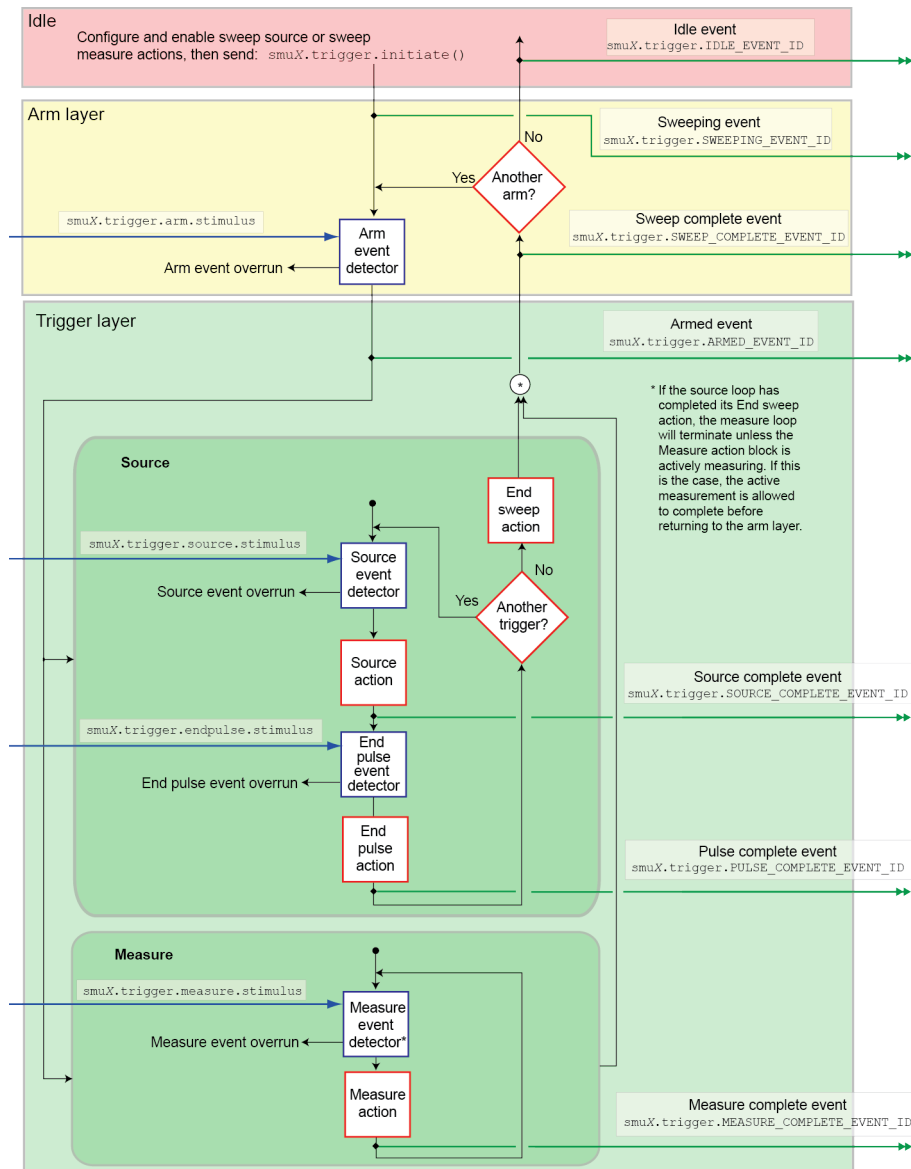 Idle
Configure and enable sweep source or sweep
measure actions, then send: smuX.trigger.initiate()
Idle event
smuX.trigger.IDLE_EVENT_ID
Arm layer
Sweeping event
smuX.trigger.SWEEPING_EVENT_ID
No
Yes
Another
arm?
smuX.trigger.arm.stimulus
Arm
event
detector
Arm event overrun
Sweep complete event
smuX.trigger.SWEEP_COMPLETE_EVENT_ID
Trigger layer
Armed event
smuX.trigger.ARMED_EVENT_ID
*
* If the source loop has
completed its End sweep
action, the measure loop
will terminate unless the
Measure action block is
actively measuring. If this
is the case, the active
measurement is allowed
to complete before
returning to the arm layer.
Source
End
sweep
action
smuX.trigger.source.stimulus
Source
event
detector
Source event overrun
No
Yes
Another
trigger?
Source
action
Source complete event
smuX.trigger.SOURCE_COMPLETE_EVENT_ID
smuX.trigger.endpulse.stimulus
End
pulse
event
detector
End pulse event overrun
End
pulse
action
Pulse complete event
smuX.trigger.PULSE_COMPLETE_EVENT_ID
Measure
smuX.trigger.measure.stimulus
Measure
event
detector*
Measure event overrun
Measure
action
Measure complete event
smuX.trigger.MEASURE_COMPLETE_EVENT_ID